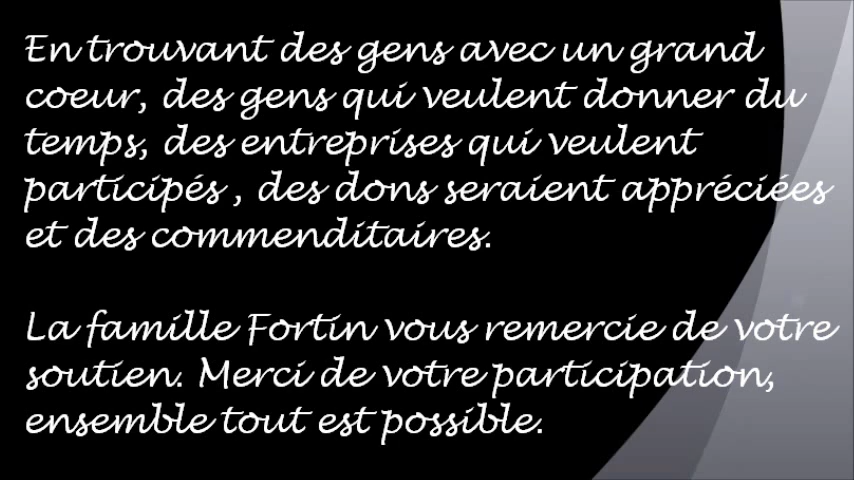 En trouvant des gens avec un grand
coeur, des gens qui veulent donner du
temps, des entreprises qui veulent
participés , des dons seraient appréciées
et des commenditaires.
La famille Fortin vous remercie de votre
soutien. Merci de votre participation,
ensemble tout est possible.